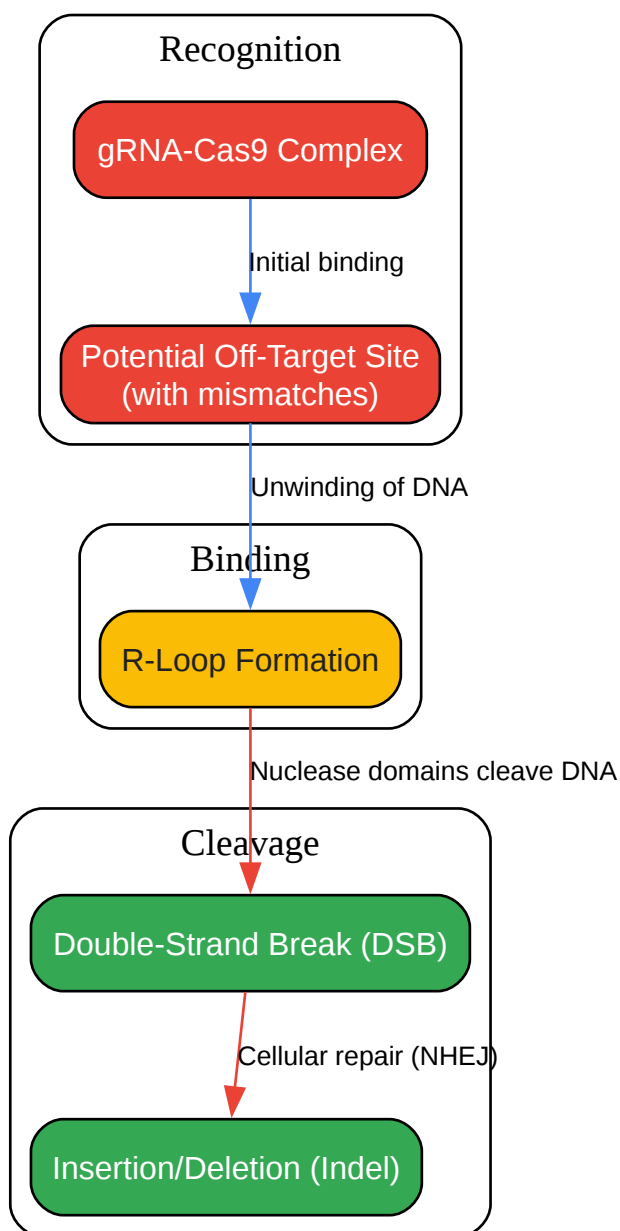 Recognition
gRNA-Cas9 Complex
Initial binding
Potential Off-Target Site
(with mismatches)
Unwinding of DNA
Binding
R-Loop Formation
Nuclease domains cleave DNA
Cleavage
Double-Strand Break (DSB)
Cellular repair (NHEJ)
Insertion/Deletion (Indel)